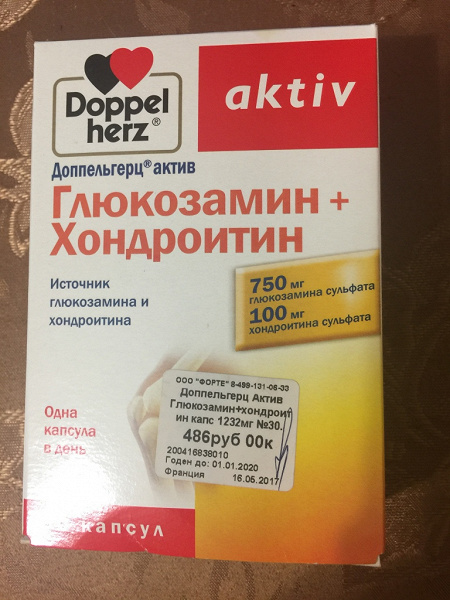 Doppel
herz®
aktiv
Доппельгерц® актив
Глюкозамин +
Хондроитин
Источник
глюкозамина и
хондроитина
750 мг
глюкозамина сульфата
100 мг
хондроитина сульфата
Одна
капсула
в день
ООО "ФОРТЕ" 8-499-131-06-33
Доппельгерц Актив
Глюкозамин+хондроит
ин капс 1232мг №30.
486руб 00к
200416838010
Годен до: 01.01.2020
Франция 16.05.2017
капсул